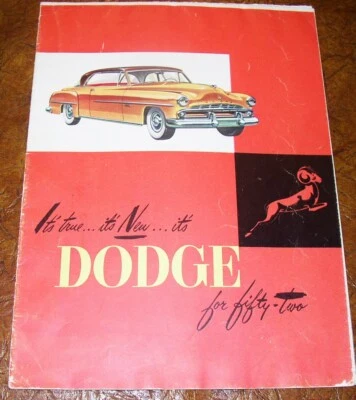 It's true... it's New... it's
DODGE
for fifty-two